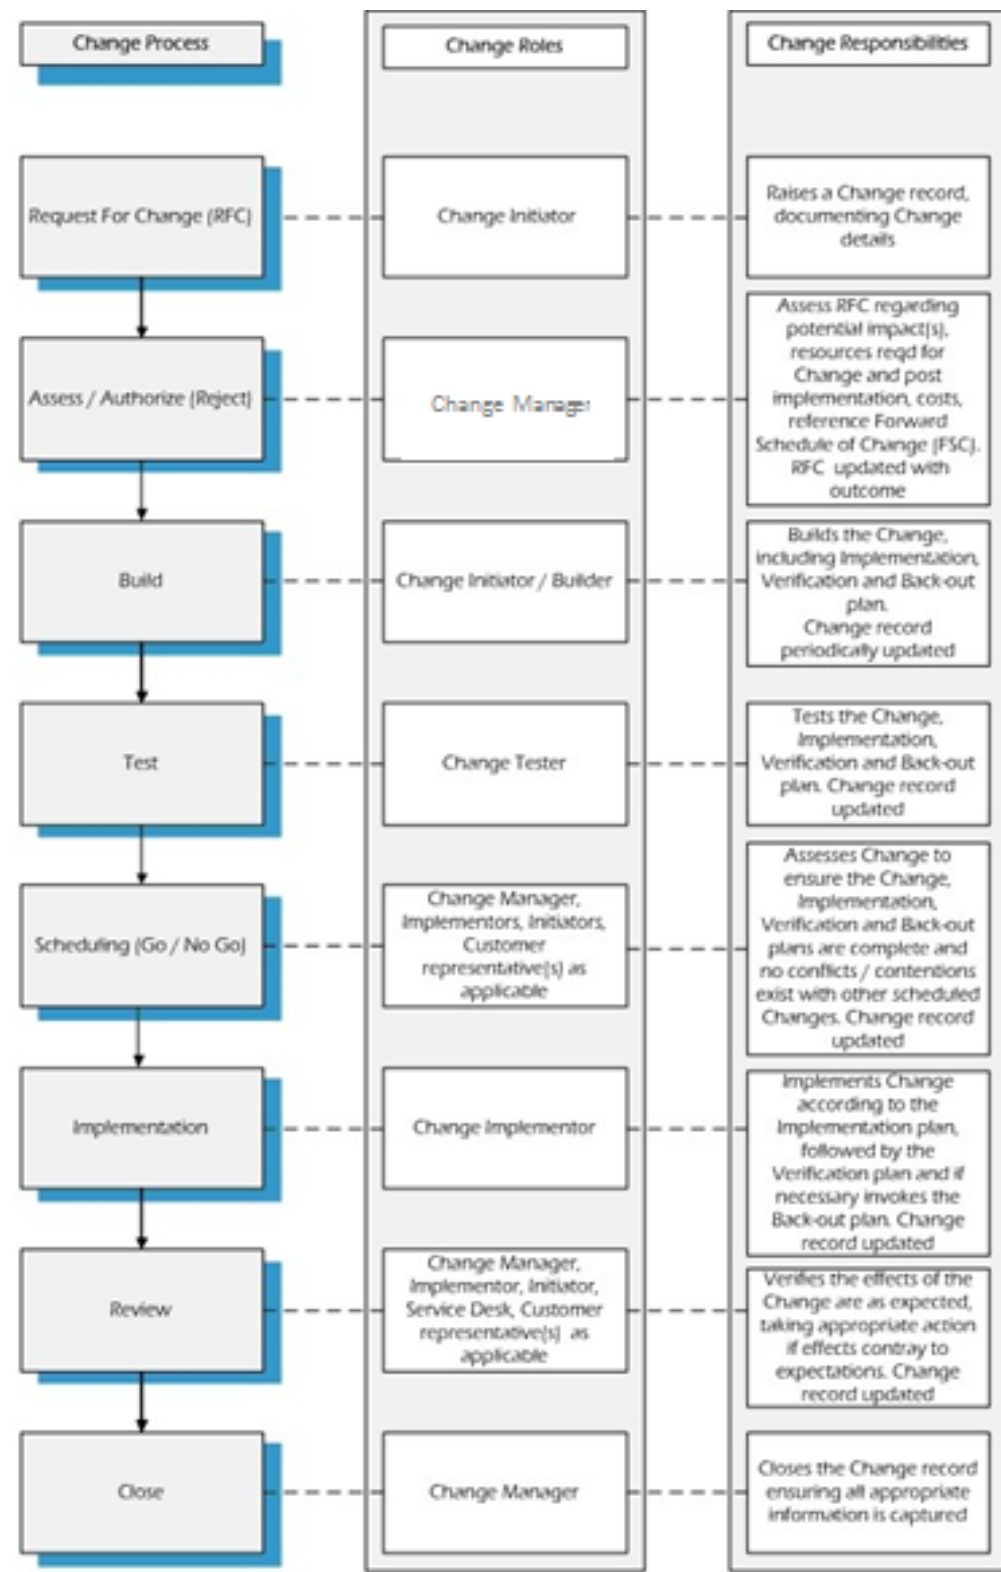 Change Process
Change Roles
Change Responsibilities
Request For Change (RFC)
Change Initiator
Raises a Change record,
documenting Change
details
Assess / Authorize (Reject)
Change Manager
Assess RFC regarding
potential impact(s),
resources reqd for
Change and post
implementation, costs,
reference Forward
Schedule of Change (FSC).
RFC updated with
outcome
Build
Change Initiator / Builder
Builds the Change,
including Implementation,
Verification and Back-out
plan.
Change record
periodically updated
Test
Change Tester
Tests the Change,
Implementation,
Verification and Back-out
plan. Change record
updated
Scheduling (Go / No Go)
Change Manager,
Implementors, Initiators,
Customer
representative(s) as
applicable
Assesses Change to
ensure the Change,
Implementation,
Verification and Back-out
plans are complete and
no conflicts / contentions
exist with other scheduled
Changes. Change record
updated
Implementation
Change Implementor
Implements Change
according to the
Implementation plan,
followed by the
Verification plan and if
necessary invokes the
Back-out plan. Change
record updated
Review
Change Manager,
Implementor, Initiator,
Service Desk, Customer
representative(s) as
applicable
Verifies the effects of the
Change are as expected,
taking appropriate action
if effects contray to
expectations. Change
record updated
Close
Change Manager
Closes the Change record
ensuring all appropriate
information is captured